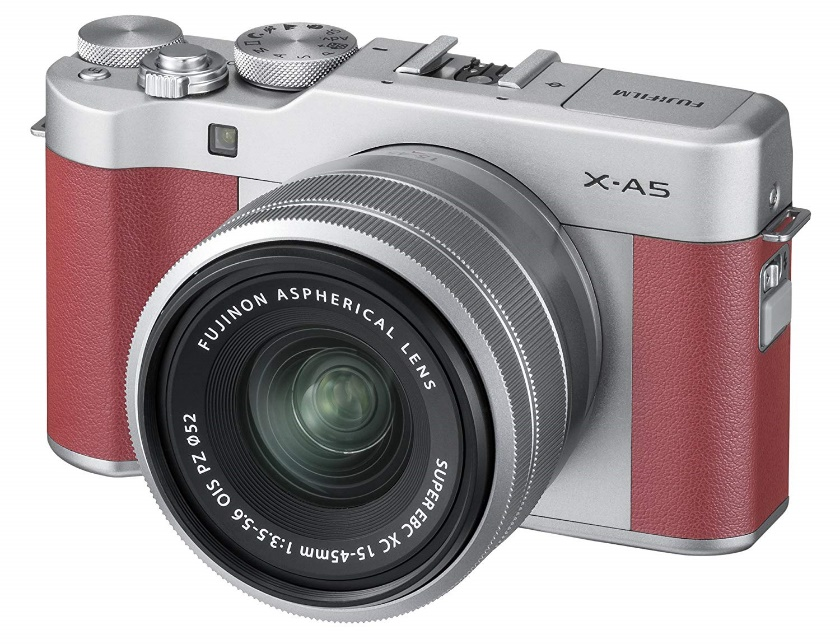 FUJIFILM
X-A5
FUJINON ASPHERICAL LENS
SUPER EBC XC 15-45mm 1:3.5-5.6 OIS PZ Ø52
P
S
A
M